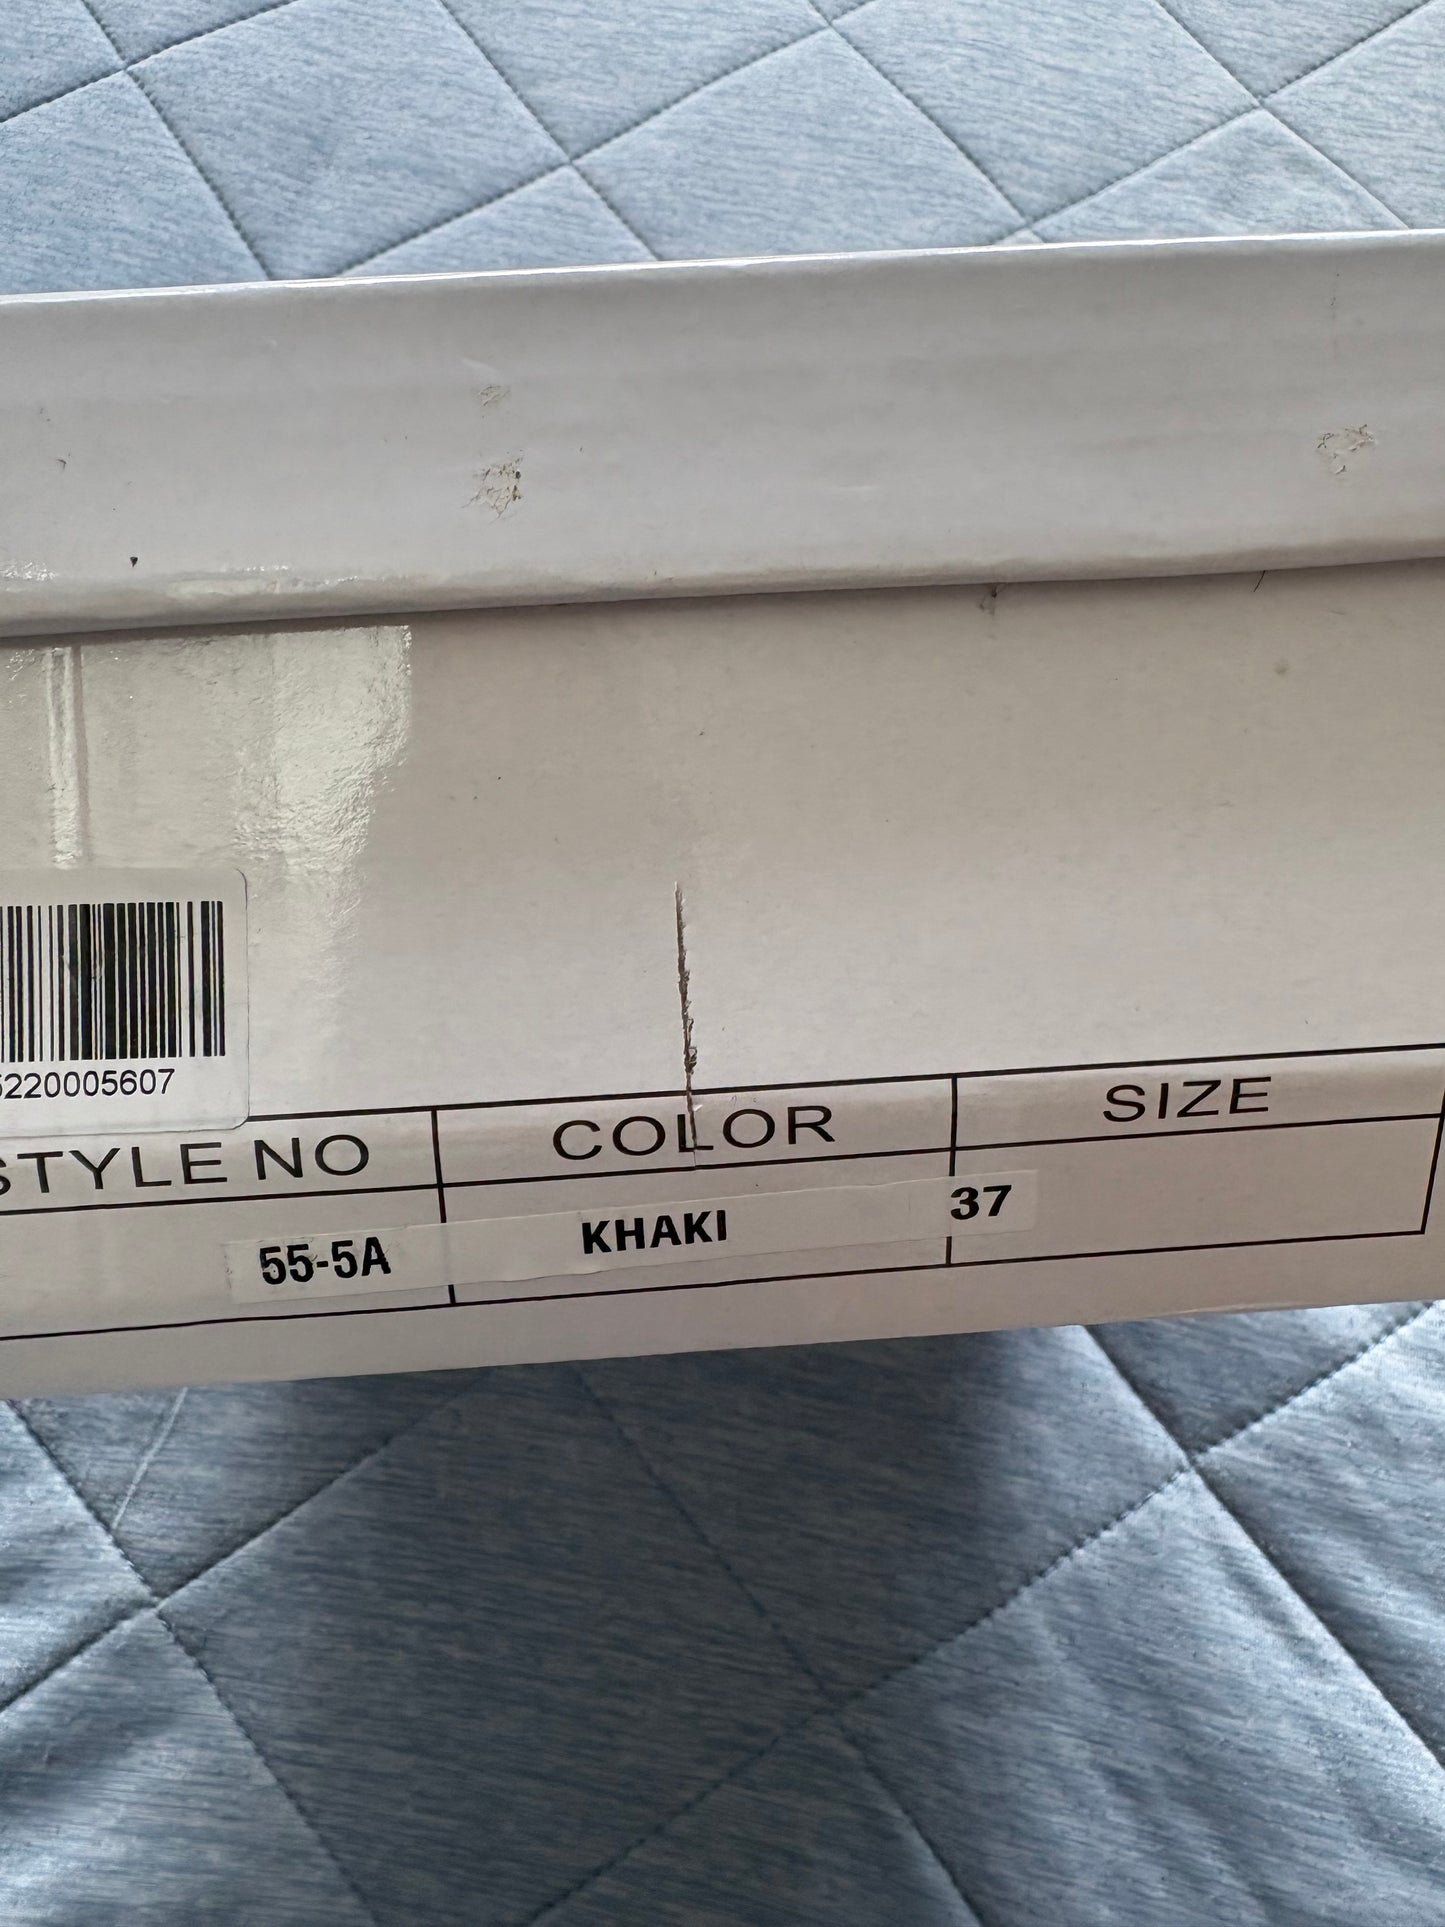 5220005607
STYLE NO COLOR SIZE
55-5A KHAKI 37